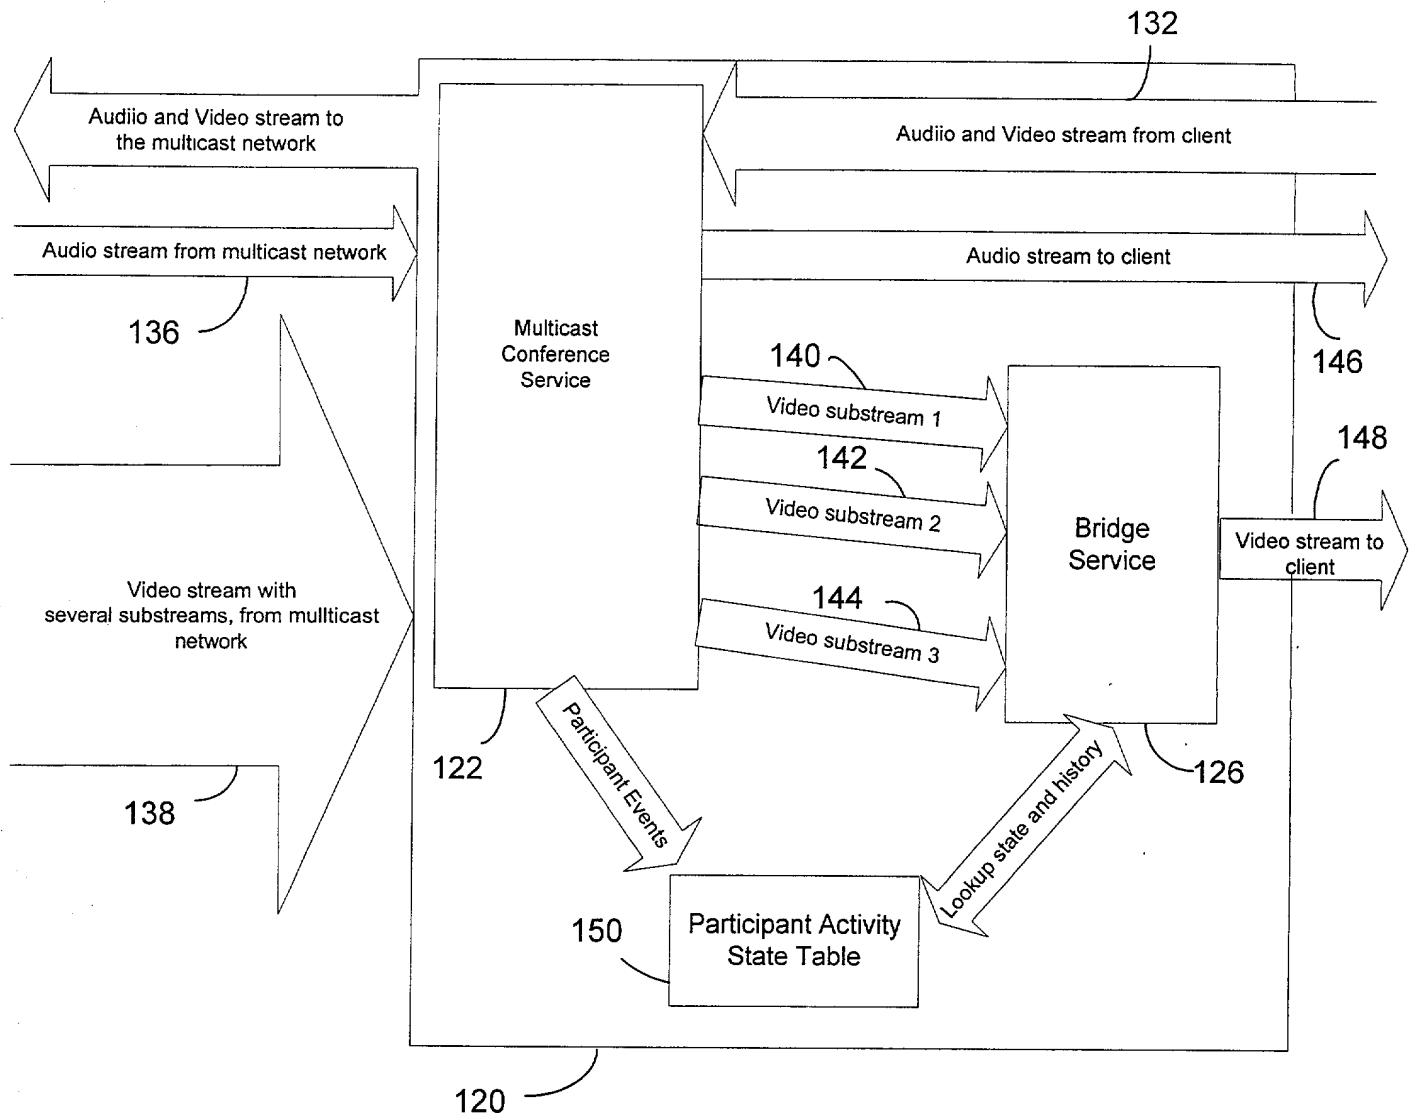 132
Audiio and Video stream to
the multicast network
Audiio and Video stream from client
Audio stream from multicast network
Audio stream to client
136
146
Multicast
Conference
Service
140
Video substream 1
142
Video substream 2
148
Bridge
Service
Video stream to
client
Video stream with
several substreams, from mullticast
network
144
Video substream 3
122
126
138
Participant Events
Lookup state and history
150
Participant Activity
State Table
120